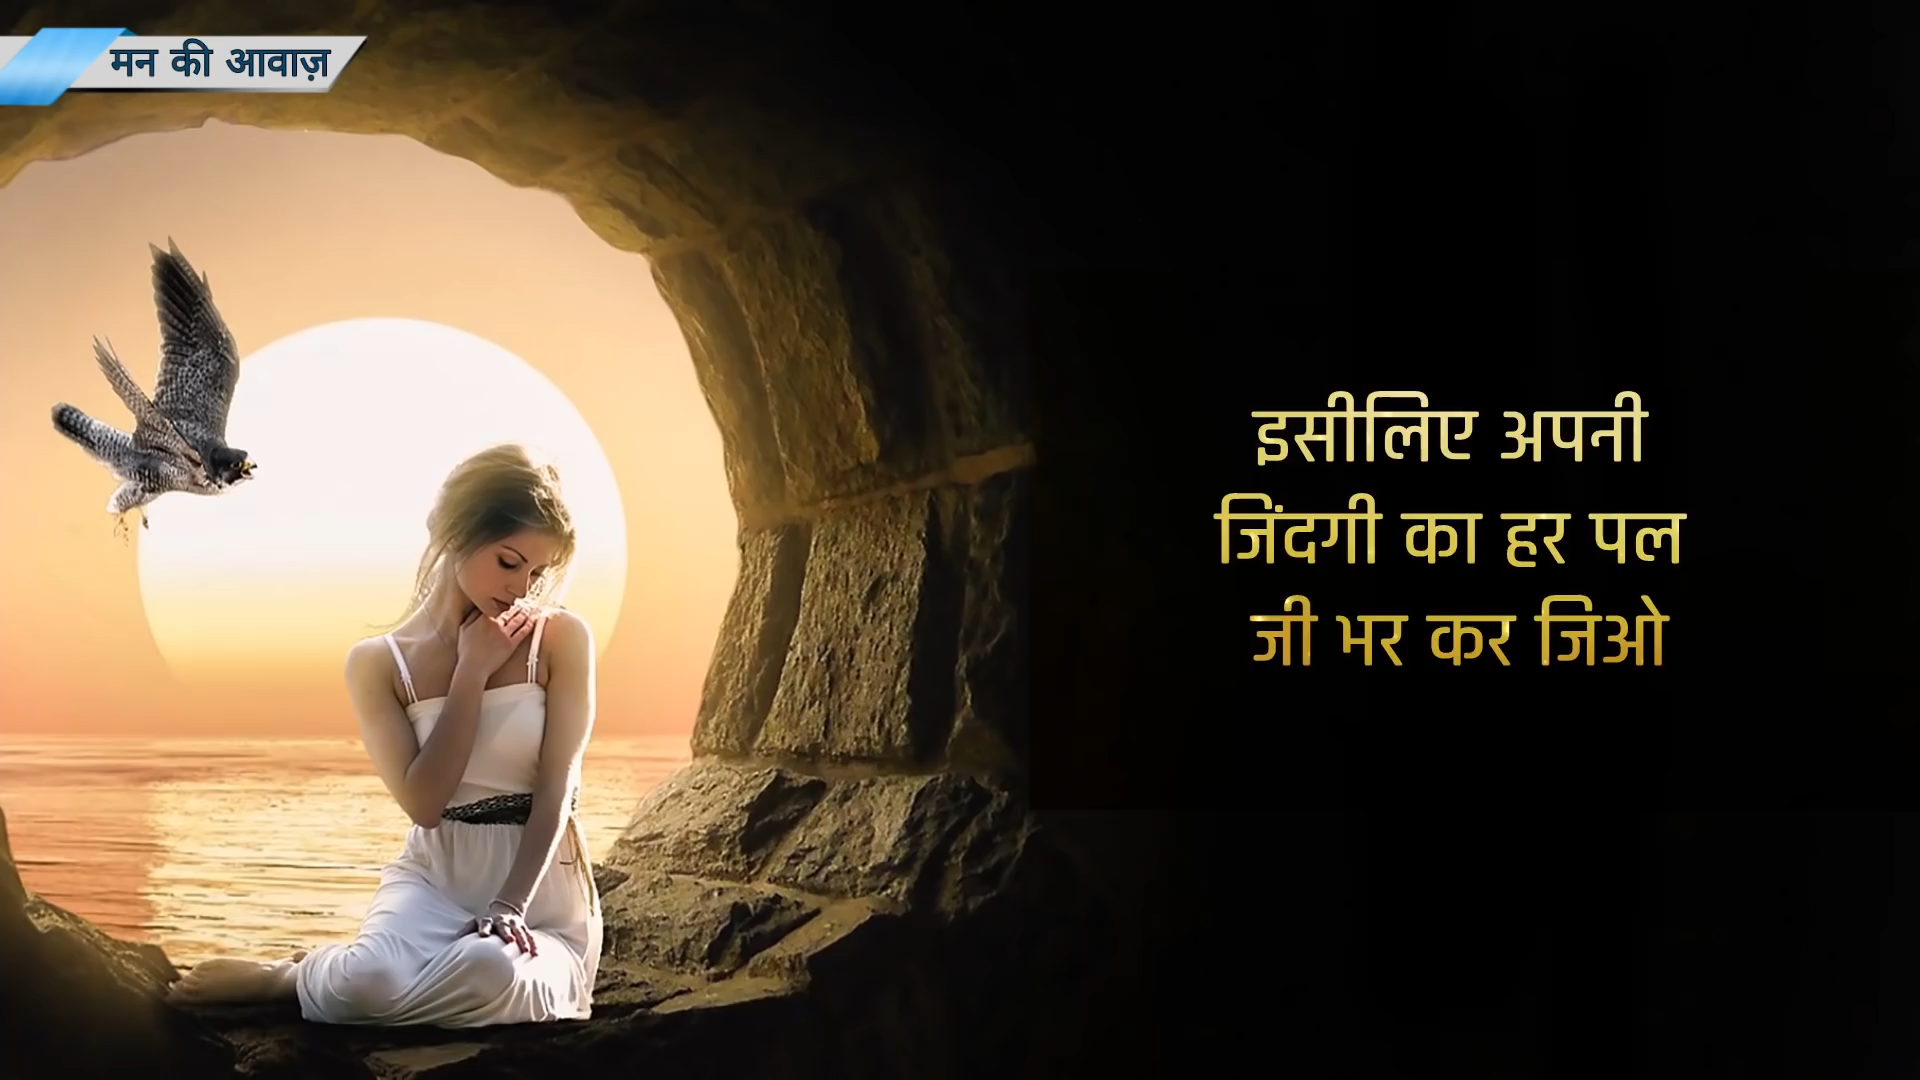 मन की आवाज़
इसीलिए अपनी
जिंदगी का हर पल
जी भर कर जिओ